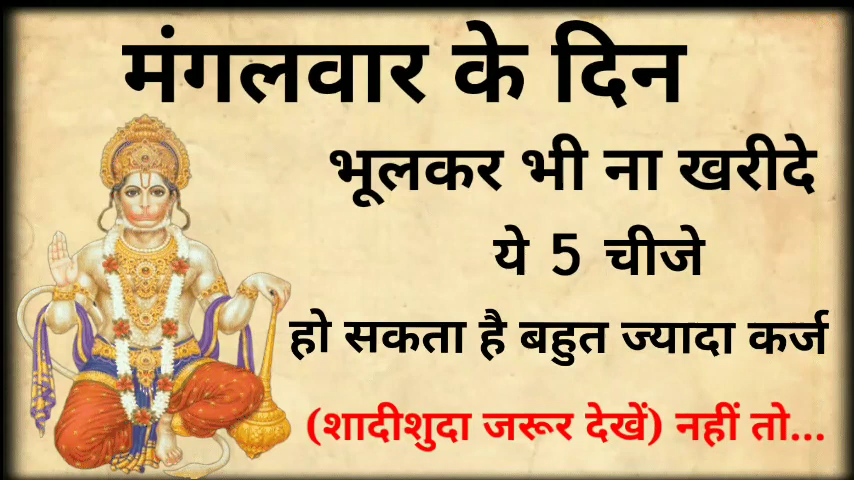 मंगलवार के दिन
भूलकर भी ना खरीदे
ये 5 चीजे
हो सकता है बहुत ज्यादा कर्ज
(शादीशुदा जरूर देखें) नहीं तो...